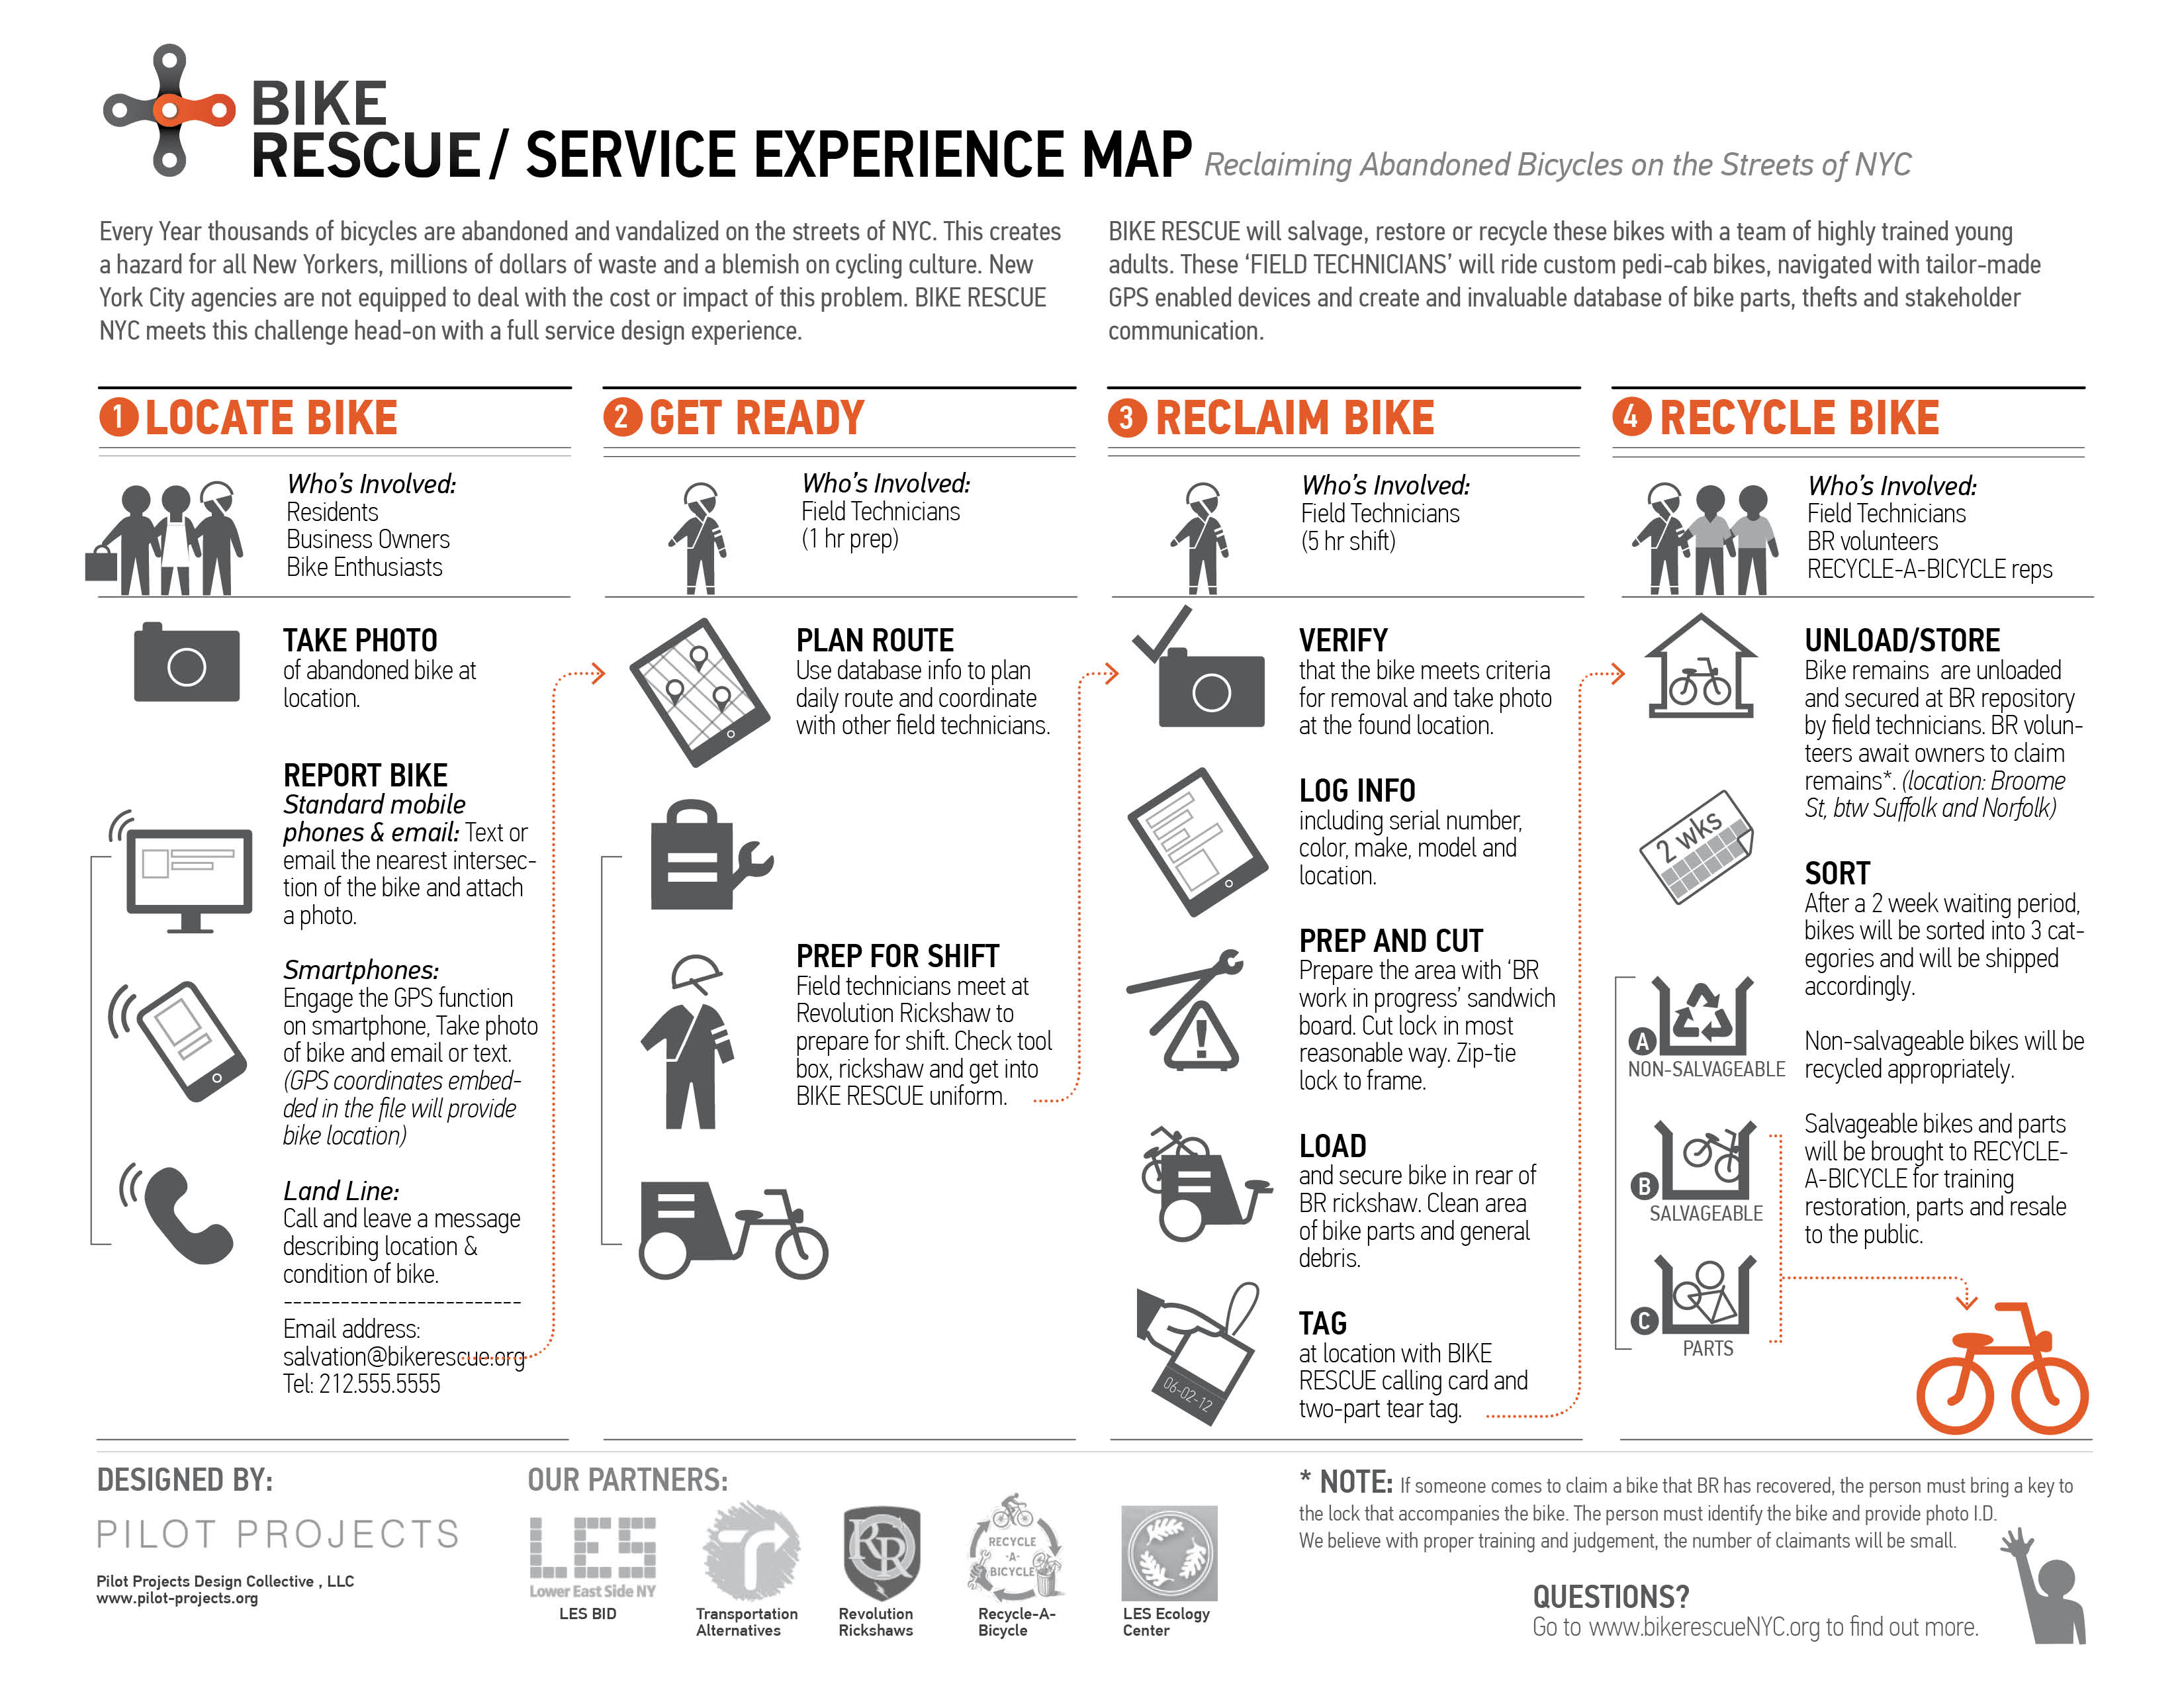 BIKE
RESCUE/ SERVICE EXPERIENCE MAP Reclaiming Abandoned Bicycles on the Streets of NYC
Every Year thousands of bicycles are abandoned and vandalized on the streets of NYC. This creates
a hazard for all New Yorkers, millions of dollars of waste and a blemish on cycling culture. New
York City agencies are not equipped to deal with the cost or impact of this problem. BIKE RESCUE
NYC meets this challenge head-on with a full service design experience.
BIKE RESCUE will salvage, restore or recycle these bikes with a team of highly trained young
adults. These ‘FIELD TECHNICIANS’ will ride custom pedi-cab bikes, navigated with tailor-made
GPS enabled devices and create and invaluable database of bike parts, thefts and stakeholder
communication.
1 LOCATE BIKE
Who’s Involved:
Residents
Business Owners
Bike Enthusiasts
TAKE PHOTO
of abandoned bike at
location.
REPORT BIKE
Standard mobile
phones & email: Text or
email the nearest intersec-
tion of the bike and attach
a photo.
Smartphones:
Engage the GPS function
on smartphone, Take photo
of bike and email or text.
(GPS coordinates embed-
ded in the file will provide
bike location)
Land Line:
Call and leave a message
describing location &
condition of bike.
-------------------------
Email address:
salvation@bikerescue.org
Tel: 212.555.5555
2 GET READY
Who’s Involved:
Field Technicians
(1 hr prep)
PLAN ROUTE
Use database info to plan
daily route and coordinate
with other field technicians.
PREP FOR SHIFT
Field technicians meet at
Revolution Rickshaw to
prepare for shift. Check tool
box, rickshaw and get into
BIKE RESCUE uniform.
3 RECLAIM BIKE
Who’s Involved:
Field Technicians
(5 hr shift)
VERIFY
that the bike meets criteria
for removal and take photo
at the found location.
LOG INFO
including serial number,
color, make, model and
location.
PREP AND CUT
Prepare the area with ‘BR
work in progress’ sandwich
board. Cut lock in most
reasonable way. Zip-tie
lock to frame.
!
LOAD
and secure bike in rear of
BR rickshaw. Clean area
of bike parts and general
debris.
TAG
at location with BIKE
RESCUE calling card and
two-part tear tag.
06-02-12
4 RECYCLE BIKE
Who’s Involved:
Field Technicians
BR volunteers
RECYCLE-A-BICYCLE reps
UNLOAD/STORE
Bike remains are unloaded
and secured at BR repository
by field technicians. BR volun-
teers await owners to claim
remains*. (location: Broome
St, btw Suffolk and Norfolk)
2 wks
SORT
After a 2 week waiting period,
bikes will be sorted into 3 cat-
egories and will be shipped
accordingly.
Non-salvageable bikes will be
recycled appropriately.
Salvageable bikes and parts
will be brought to RECYCLE-
A-BICYCLE for training
restoration, parts and resale
to the public.
A
NON-SALVAGEABLE
B
SALVAGEABLE
C
PARTS
DESIGNED BY:
PILOT PROJECTS
Pilot Projects Design Collective , LLC
www.pilot-projects.org
OUR PARTNERS:
LES
Lower East Side NY
LES BID
T
Transportation
Alternatives
RR
Revolution
Rickshaws
RECYCLE
-A-
BICYCLE
Recycle-A-
Bicycle
LES Ecology
Center
* NOTE: If someone comes to claim a bike that BR has recovered, the person must bring a key to
the lock that accompanies the bike. The person must identify the bike and provide photo I.D.
We believe with proper training and judgement, the number of claimants will be small.
QUESTIONS?
Go to www.bikerescueNYC.org to find out more.